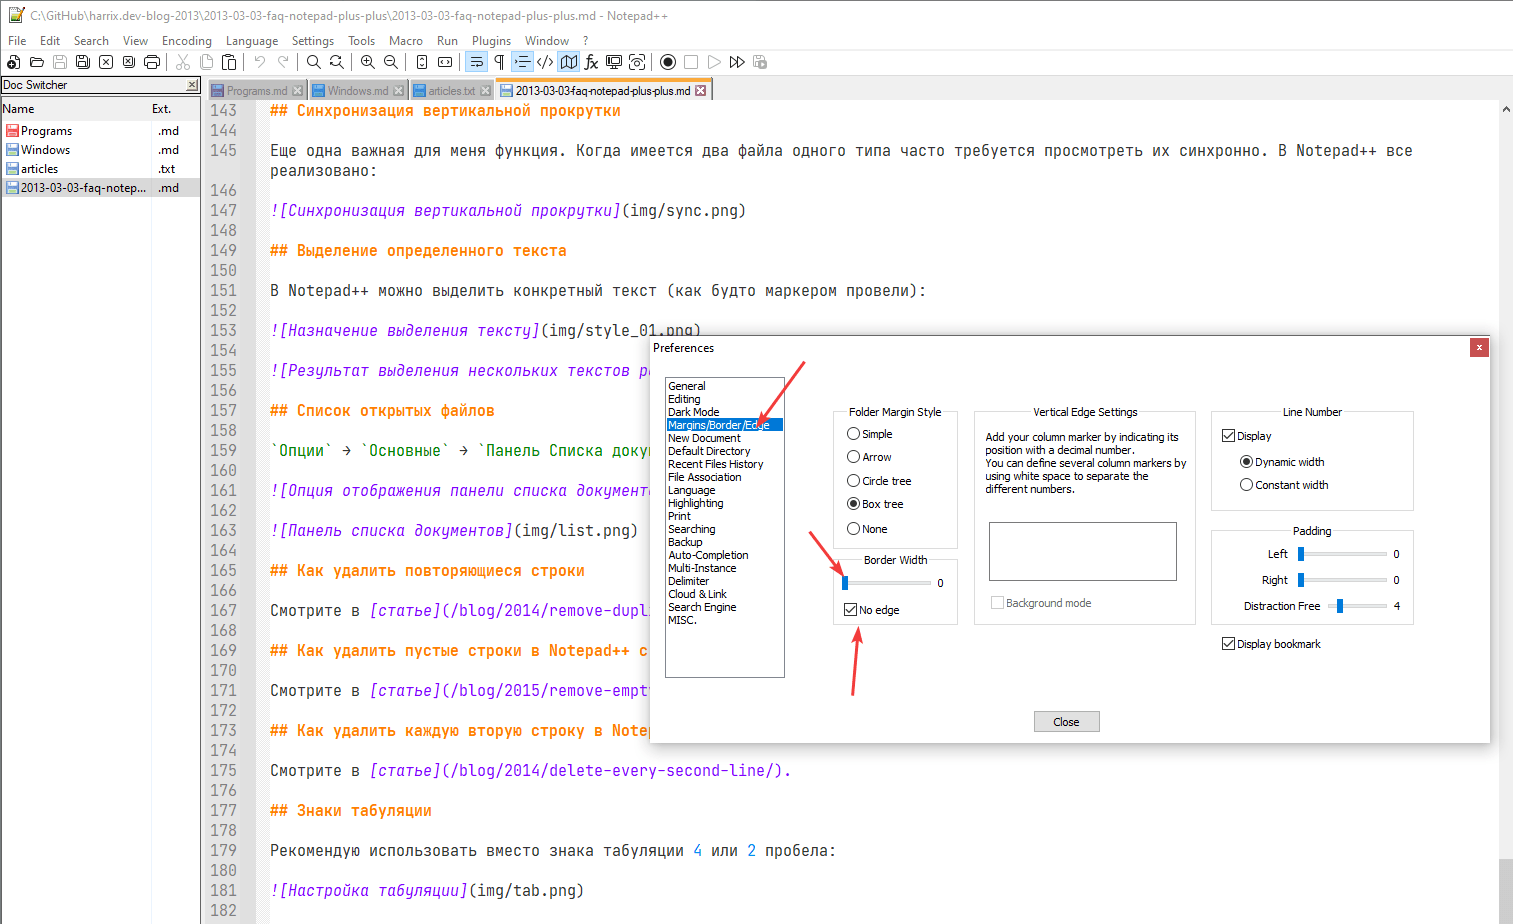 C:\GitHub\harrix.dev-blog-2013\2013-03-03-faq-notepad-plus-plus\2013-03-03-faq-notepad-plus-plus.md - Notepad++
File Edit Search View Encoding Language Settings Tools Macro Run Plugins Window ?
Doc Switcher
Name Ext.
Programs .md
Windows .md
articles .txt
2013-03-03-faq-notep... .md
Programs.md Windows.md articles.txt 2013-03-03-faq-notepad-plus-plus.md
143 ## Синхронизация вертикальной прокрутки
144
145 Еще одна важная для меня функция. Когда имеется два файла одного типа часто требуется просмотреть их синхронно. В Notepad++ все
реализовано:
146
147 ![Синхронизация вертикальной прокрутки](img/sync.png)
148
149 ## Выделение определенного текста
150
151 В Notepad++ можно выделить конкретный текст (как будто маркером провели):
152
153 ![Назначение выделения тексту](img/style_01.png)
154
155 ![Результат выделения нескольких текстов
156
157 ## Список открытых файлов
158
159 `Опции` → `Основные` → `Панель Списка
160
161 ![Опция отображения панели списка
162
163 ![Панель списка документов](img/list.png)
164
165 ## Как удалить повторяющиеся строки
166
167 Смотрите в [статье](/blog/2014/remove-dupl
168
169 ## Как удалить пустые строки в Notepad++ с
170
171 Смотрите в [статье](/blog/2015/remove-empt
172
173 ## Как удалить каждую вторую строку в Note
174
175 Смотрите в [статье](/blog/2014/delete-every-second-line/).
176
177 ## Знаки табуляции
178
179 Рекомендую использовать вместо знака табуляции 4 или 2 пробела:
180
181 ![Настройка табуляции](img/tab.png)
182
Preferences
General
Editing
Dark Mode
Margins/Border/Edge
New Document
Default Directory
Recent Files History
File Association
Language
Highlighting
Print
Searching
Backup
Auto-Completion
Multi-Instance
Delimiter
Cloud & Link
Search Engine
MISC.
Folder Margin Style
Simple
Arrow
Circle tree
Box tree
None
Border Width
0
No edge
Vertical Edge Settings
Add your column marker by indicating its
position with a decimal number.
You can define several column markers by
using white space to separate the
different numbers.
Background mode
Line Number
Display
Dynamic width
Constant width
Padding
Left 0
Right 0
Distraction Free 4
Display bookmark
Close